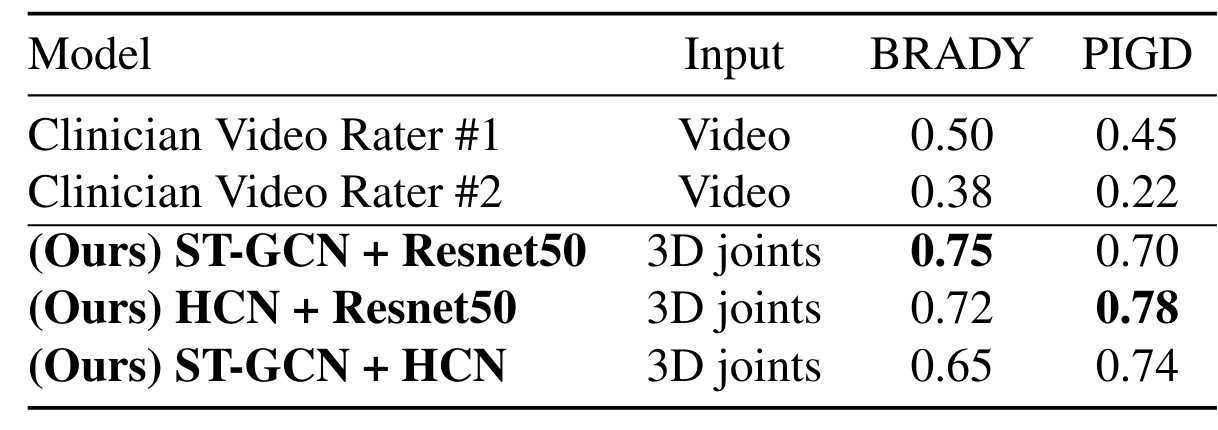 Model Input BRADY PIGD
Clinician Video Rater #1 Video 0.50 0.45
Clinician Video Rater #2 Video 0.38 0.22
(Ours) ST-GCN + Resnet50 3D joints 0.75 0.70
(Ours) HCN + Resnet50 3D joints 0.72 0.78
(Ours) ST-GCN + HCN 3D joints 0.65 0.74